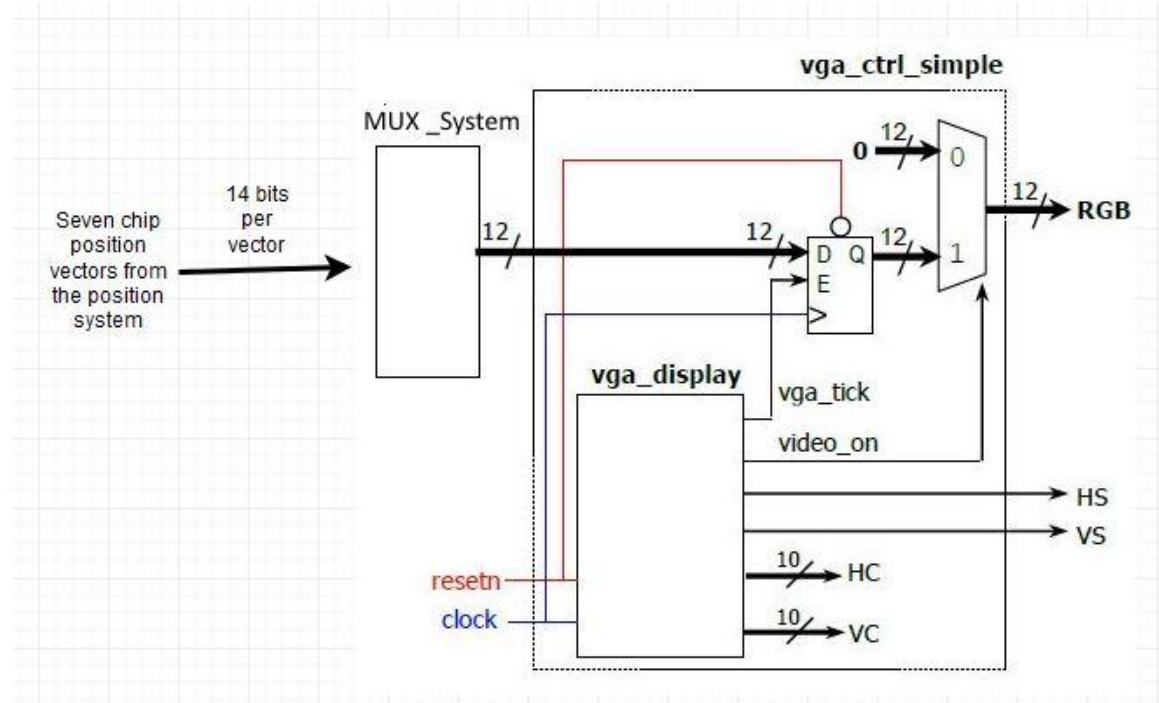 vga_ctrl_simple
MUX _System
12
0
0
12
RGB
14 bits
per
vector
Seven chip
position
vectors from
the position
system
12
12
D Q
E
12
1
vga_display
vga_tick
video_on
HS
VS
resetn
10
HC
clock
10
VC